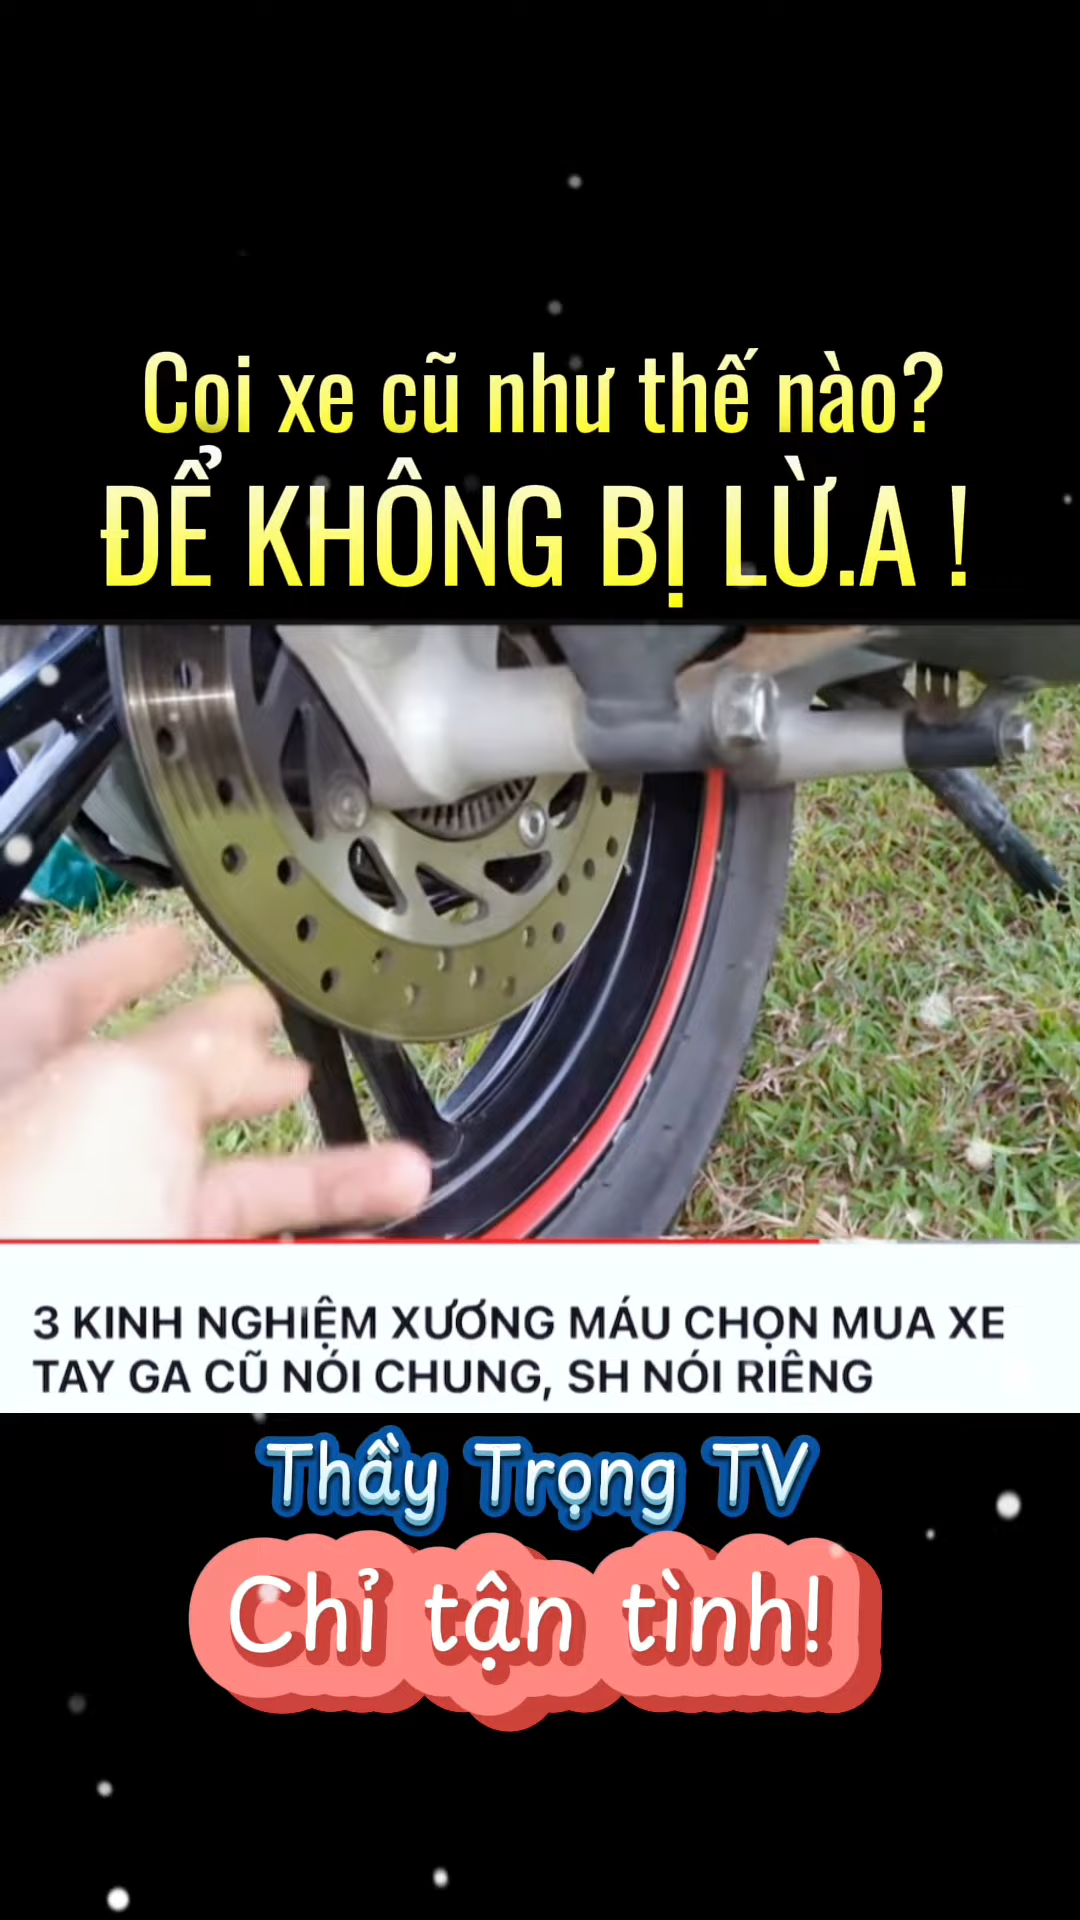 Coi xe cũ như thế nào?
ĐỂ KHÔNG BỊ LỪ.A !
3 KINH NGHIỆM XƯƠNG MÁU CHỌN MUA XE
TAY GA CŨ NÓI CHUNG, SH NÓI RIÊNG
Thầy Trọng TV
Chỉ tận tình!